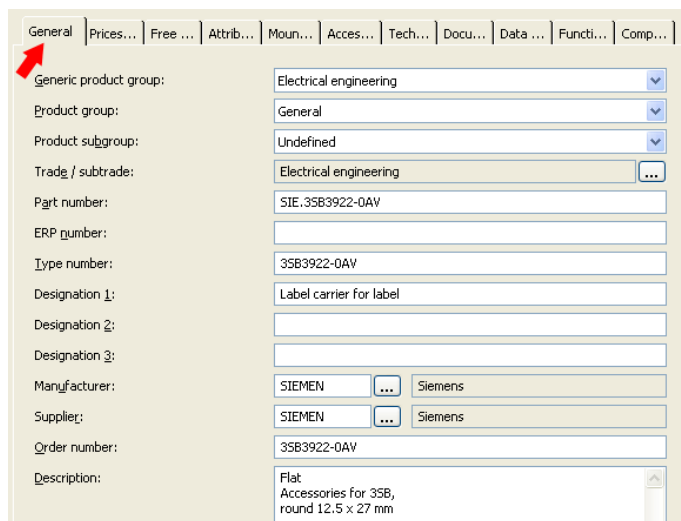 General Prices... Free ... Attrib... Moun... Acces... Tech... Docu... Data ... Functi... Comp...
Generic product group: Electrical engineering
Product group: General
Product subgroup: Undefined
Trade / subtrade: Electrical engineering ...
Part number: SIE.3SB3922-0AV
ERP number:
Type number: 3SB3922-0AV
Designation 1: Label carrier for label
Designation 2:
Designation 3:
Manufacturer: SIEMEN ... Siemens
Supplier: SIEMEN ... Siemens
Order number: 3SB3922-0AV
Description: Flat
Accessories for 3SB,
round 12.5 x 27 mm